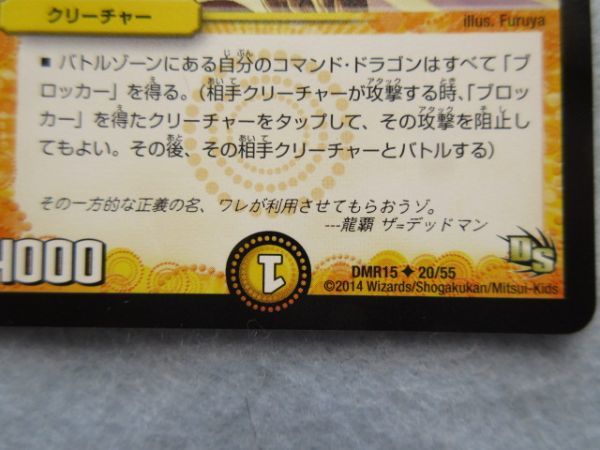 クリーチャー
illus. Furuya
■ バトルゾーンにある自分のコマンド・ドラゴンはすべて「ブ
ロッカー」を得る。(相手クリーチャーが攻撃する時、「ブロッ
カー」を得たクリーチャーをタップして、その攻撃を阻止し
てもよい。その後、その相手クリーチャーとバトルする)
その一方的な正義の名、ワレが利用させてもらおうゾ。
---龍覇 ザ=デッドマン
4000
1
DS
DMR15 ♦ 20/55
©2014 Wizards/Shogakukan/Mitsui-Kids